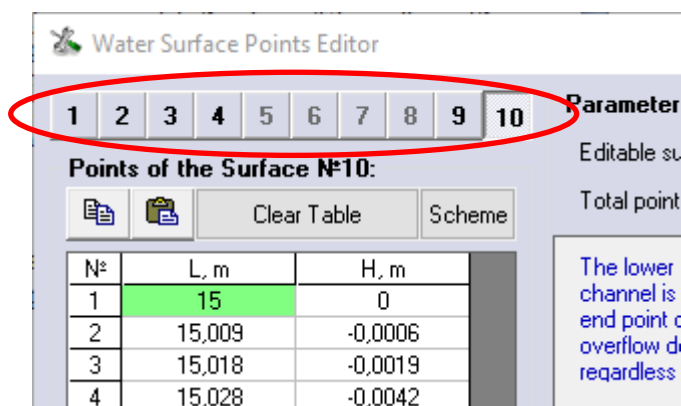 Water Surface Points Editor
1 2 3 4 5 6 7 8 9 10
Parameter
Editable su
Total point
Points of the Surface №10:
Clear Table Scheme
№ L, m H, m
1 15 0
2 15,009 -0,0006
3 15,018 -0,0019
4 15,028 -0,0042
The lower
channel is
end point o
overflow de
regardless